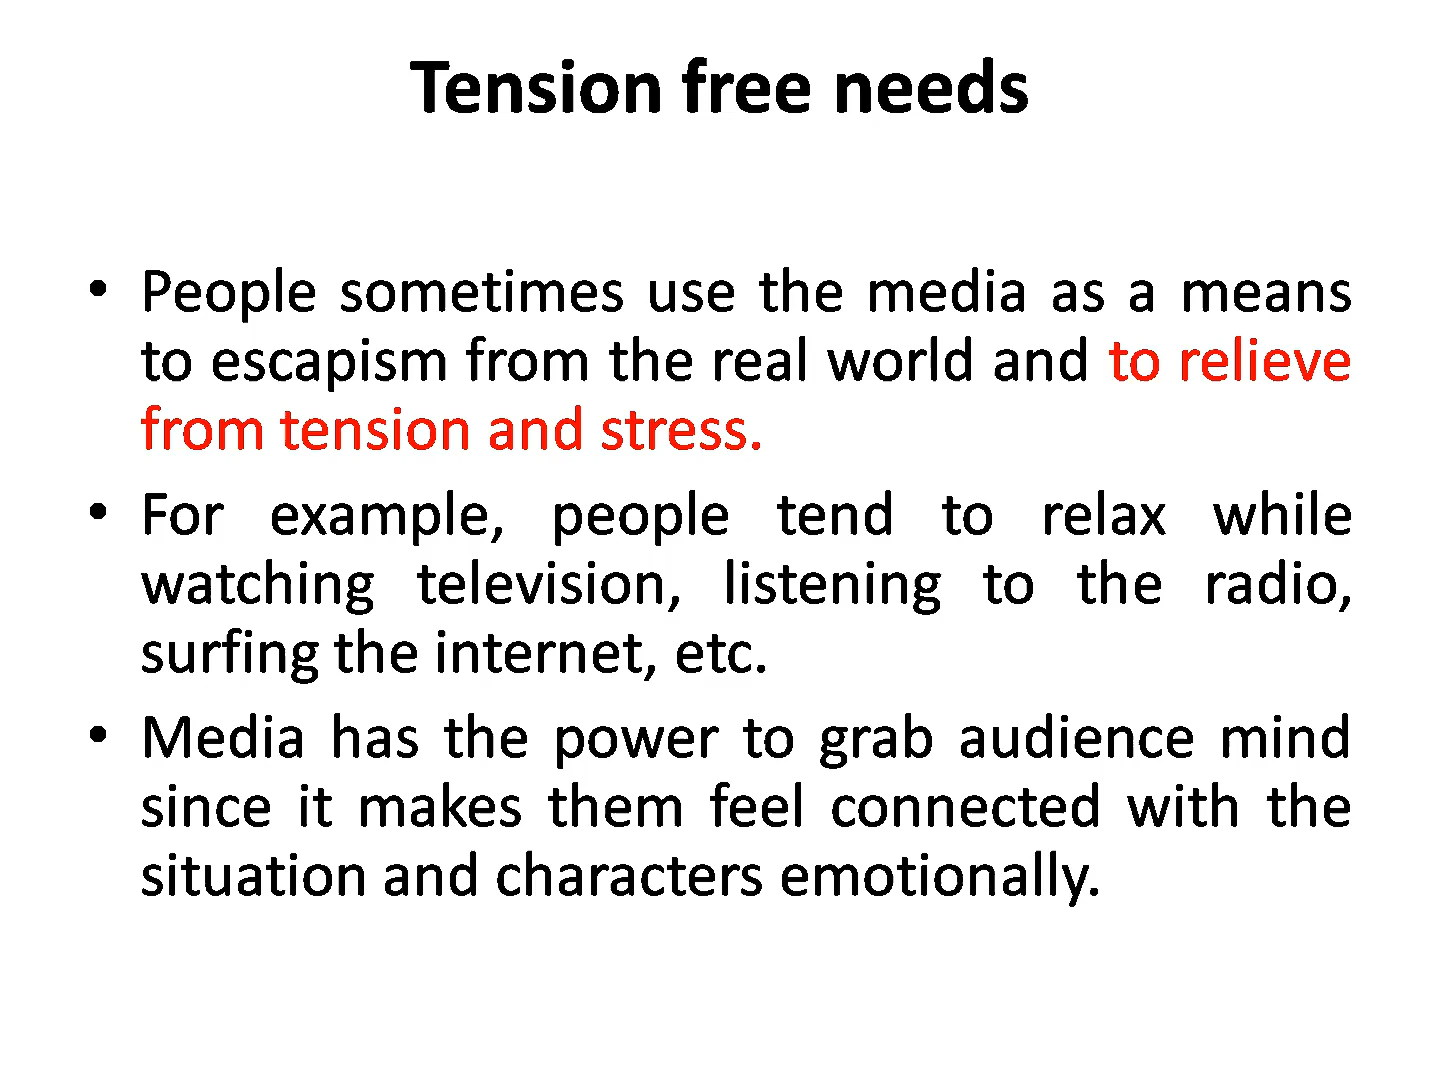 Tension free needs
• People sometimes use the media as a means
to escapism from the real world and to relieve
from tension and stress.
• For example, people tend to relax while
watching television, listening to the radio,
surfing the internet, etc.
• Media has the power to grab audience mind
since it makes them feel connected with the
situation and characters emotionally.